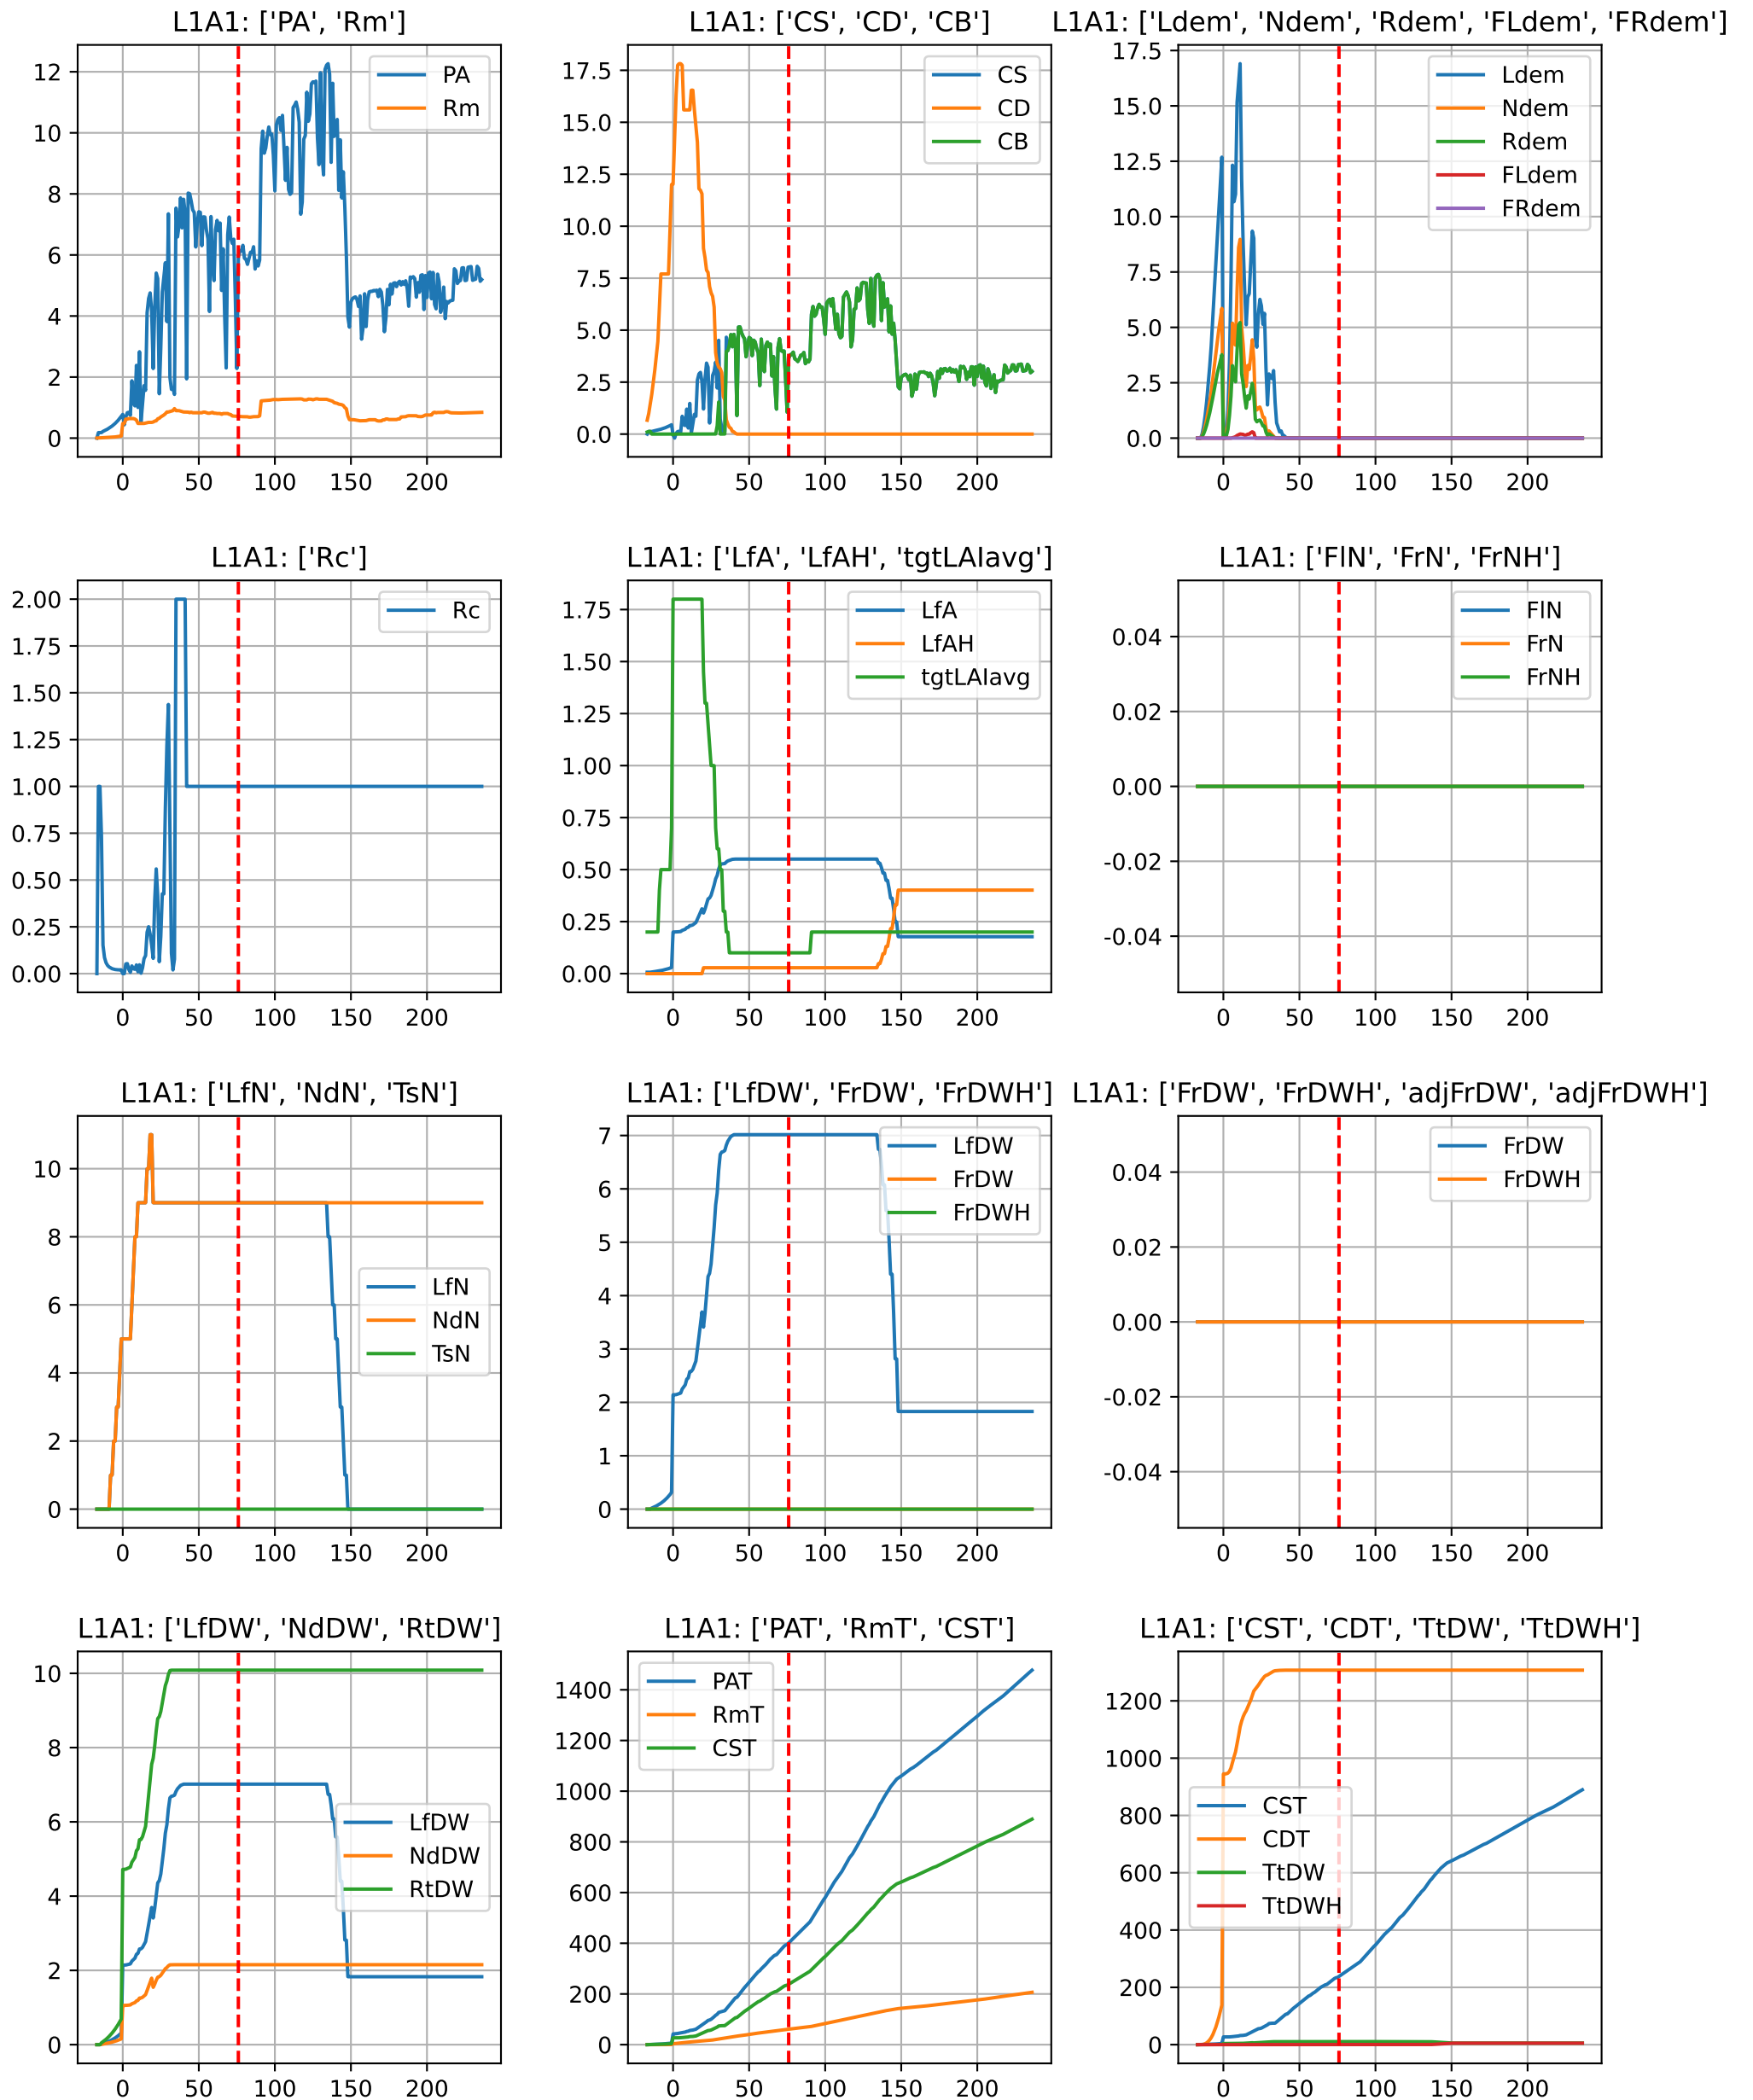 L1A1: ['PA', 'Rm']
PA
Rm
12
10
8
6
4
2
0
0 50 100 150 200
L1A1: ['CS', 'CD', 'CB']
CS
CD
CB
17.5
15.0
12.5
10.0
7.5
5.0
2.5
0.0
0 50 100 150 200
L1A1: ['Ldem', 'Ndem', 'Rdem', 'FLdem', 'FRdem']
Ldem
Ndem
Rdem
FLdem
FRdem
17.5
15.0
12.5
10.0
7.5
5.0
2.5
0.0
0 50 100 150 200
L1A1: ['Rc']
Rc
2.00
1.75
1.50
1.25
1.00
0.75
0.50
0.25
0.00
0 50 100 150 200
L1A1: ['LfA', 'LfAH', 'tgtLAIavg']
LfA
LfAH
tgtLAIavg
1.75
1.50
1.25
1.00
0.75
0.50
0.25
0.00
0 50 100 150 200
L1A1: ['FlN', 'FrN', 'FrNH']
FlN
FrN
FrNH
0.04
0.02
0.00
-0.02
-0.04
0 50 100 150 200
L1A1: ['LfN', 'NdN', 'TsN']
LfN
NdN
TsN
10
8
6
4
2
0
0 50 100 150 200
L1A1: ['LfDW', 'FrDW', 'FrDWH']
LfDW
FrDW
FrDWH
7
6
5
4
3
2
1
0
0 50 100 150 200
L1A1: ['FrDW', 'FrDWH', 'adjFrDW', 'adjFrDWH']
FrDW
FrDWH
0.04
0.02
0.00
-0.02
-0.04
0 50 100 150 200
L1A1: ['LfDW', 'NdDW', 'RtDW']
LfDW
NdDW
RtDW
10
8
6
4
2
0
0 50 100 150 200
L1A1: ['PAT', 'RmT', 'CST']
PAT
RmT
CST
1400
1200
1000
800
600
400
200
0
0 50 100 150 200
L1A1: ['CST', 'CDT', 'TtDW', 'TtDWH']
CST
CDT
TtDW
TtDWH
1200
1000
800
600
400
200
0
0 50 100 150 200